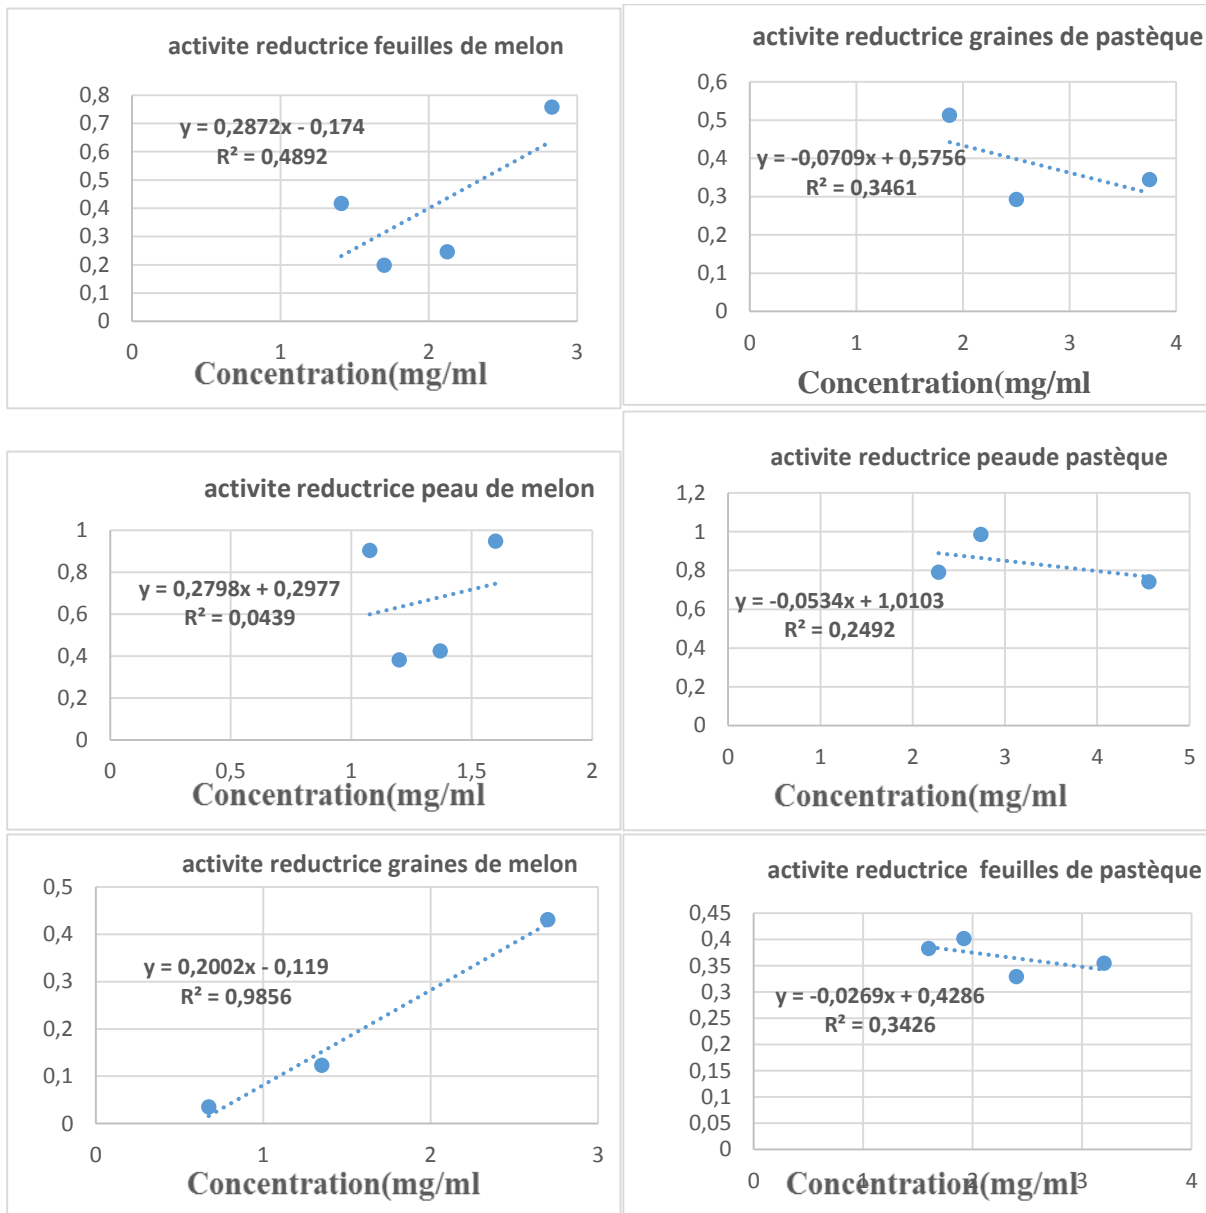 activite reductrice feuilles de melon
0,8
0,7
0,6
0,5
0,4
0,3
0,2
0,1
0
y = 0,2872x - 0,174
R² = 0,4892
0 1 2 3
Concentration(mg/ml
activite reductrice graines de pastèque
0,6
0,5
0,4
0,3
0,2
0,1
0
y = -0,0709x + 0,5756
R² = 0,3461
0 1 2 3 4
Concentration(mg/ml
activite reductrice peau de melon
1
0,8
0,6
0,4
0,2
0
y = 0,2798x + 0,2977
R² = 0,0439
0 0,5 1 1,5 2
Concentration(mg/ml
activite reductrice peaude pastèque
1,2
1
0,8
0,6
0,4
0,2
0
y = -0,0534x + 1,0103
R² = 0,2492
0 1 2 3 4 5
Concentration(mg/ml
activite reductrice graines de melon
0,5
0,4
0,3
0,2
0,1
0
y = 0,2002x - 0,119
R² = 0,9856
0 1 2 3
Concentration(mg/ml
activite reductrice feuilles de pastèque
0,45
0,4
0,35
0,3
0,25
0,2
0,15
0,1
0,05
0
y = -0,0269x + 0,4286
R² = 0,3426
0 1 2 3 4
Concentration(mg/ml